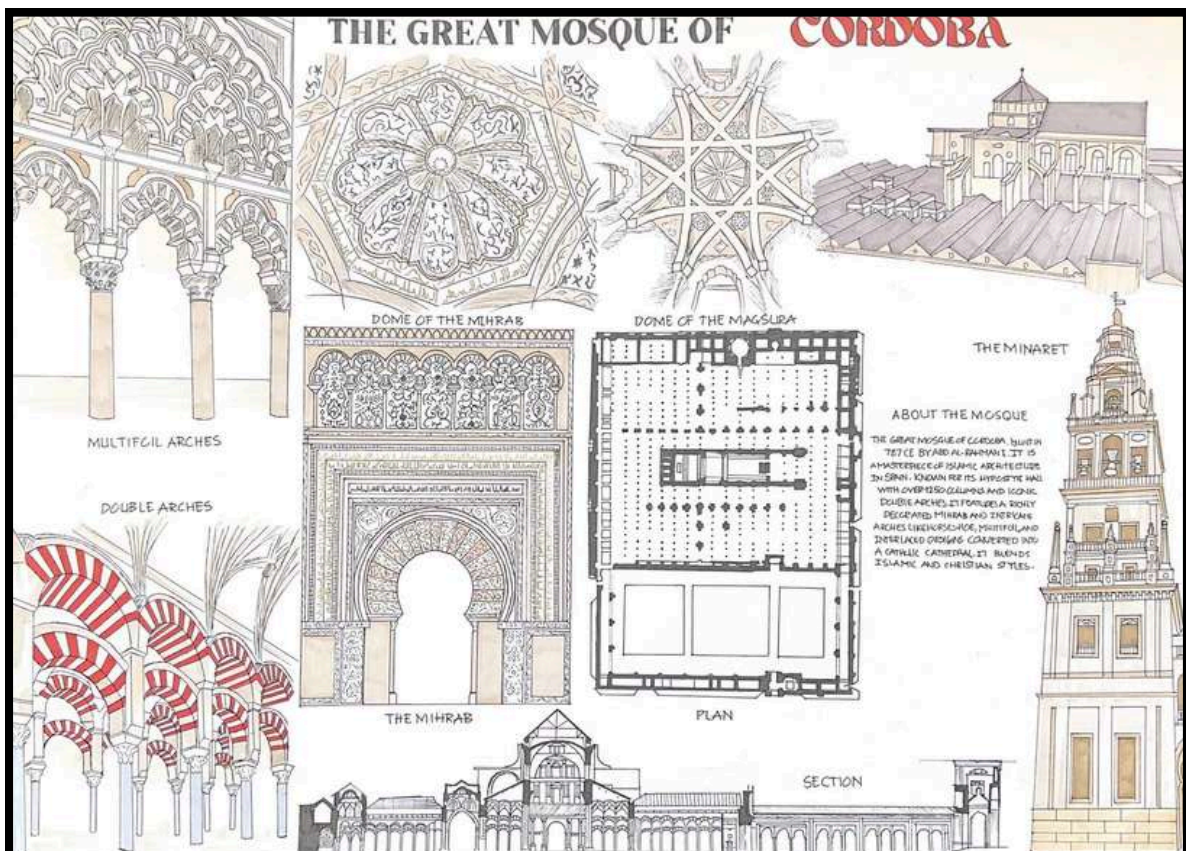 THE GREAT MOSQUE OF CORDOBA
DOME OF THE MIHRAB
DOME OF THE MAGSURA
THE MINARET
MULTIFOIL ARCHES
ABOUT THE MOSQUE
THE GREAT MOSQUE OF CORDOBA, BUILT IN
787 CE BY ABD AL-RAHMAN I. IT IS
A MASTERPIECE OF ISLAMIC ARCHITECTURE
IN SPAIN. KNOWN FOR ITS HYPOSTYLE HALL
WITH OVER 1250 COLUMNS AND ICONIC
DOUBLE ARCHES. IT FEATURES A RICHLY
DECORATED MIHRAB AND INTRICATE
ARCHES LIKE HORSESHOE, MULTIFOIL AND
INTERLACED CONVERTED INTO
A CATHOLIC CATHEDRAL. IT BLENDS
ISLAMIC AND CHRISTIAN STYLES.
DOUBLE ARCHES
THE MIHRAB
PLAN
SECTION